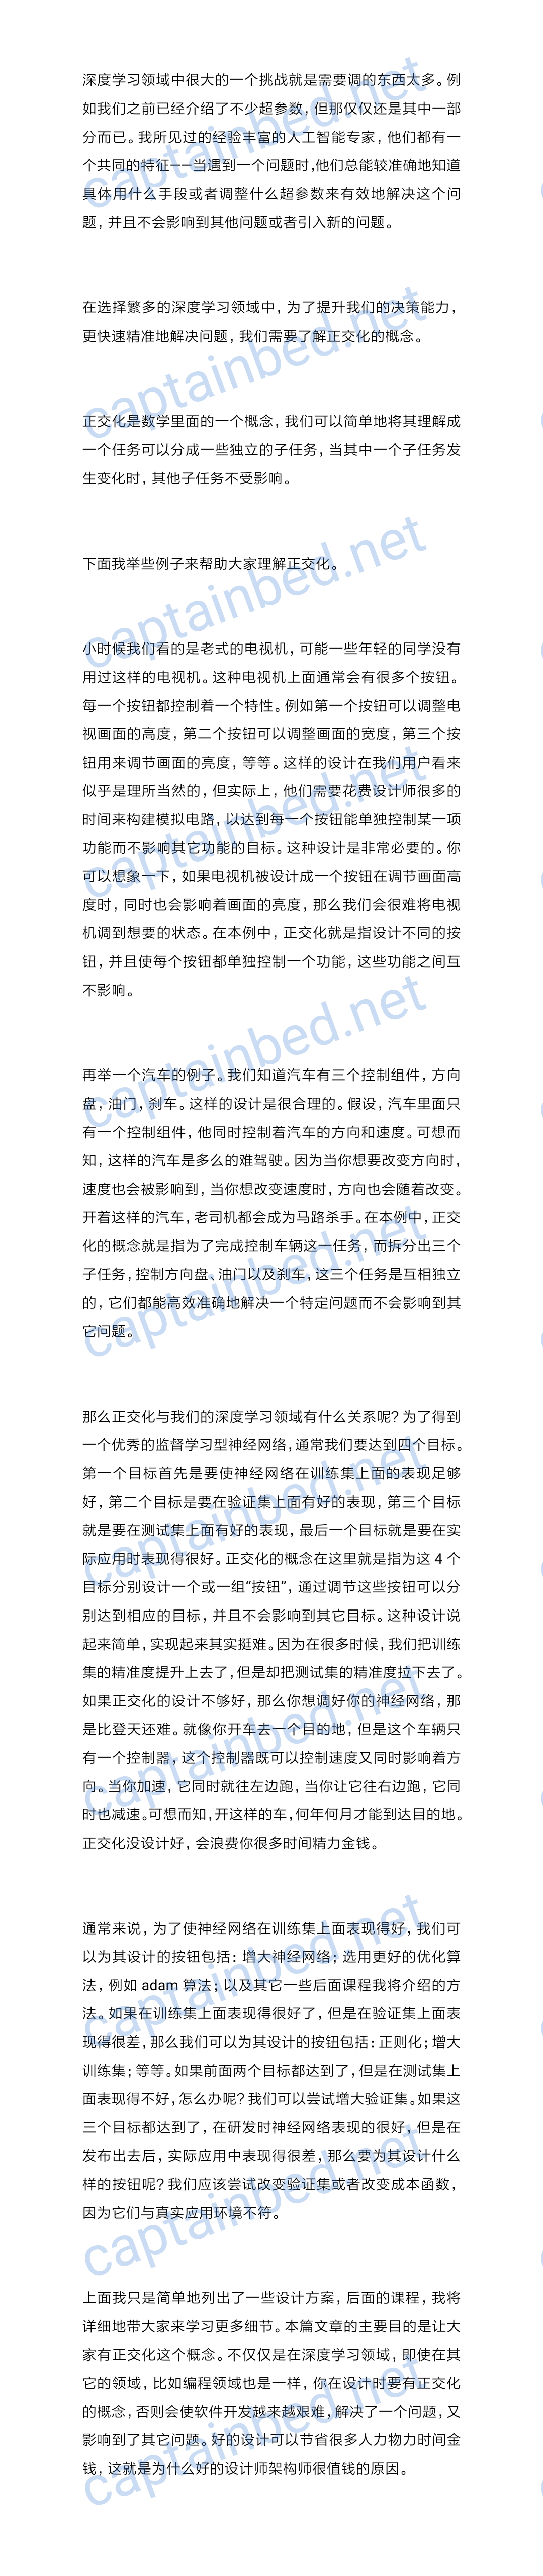 深度学习领域中很大的一个挑战就是需要调的东西太多。例
如我们之前已经介绍了不少超参数，但那仅仅还是其中一部
分而已。我所见过的经验丰富的人工智能专家，他们都有一
个共同的特征——当遇到一个问题时,他们总能较准确地知道
具体用什么手段或者调整什么超参数来有效地解决这个问
题，并且不会影响到其他问题或者引入新的问题。
在选择繁多的深度学习领域中，为了提升我们的决策能力，
更快速精准地解决问题，我们需要了解正交化的概念。
正交化是数学里面的一个概念，我们可以简单地将其理解成
一个任务可以分成一些独立的子任务，当其中一个子任务发
生变化时，其他子任务不受影响。
下面我举些例子来帮助大家理解正交化。
小时候我们看的是老式的电视机，可能一些年轻的同学没有
用过这样的电视机。这种电视机上面通常会有很多个按钮。
每一个按钮都控制着一个特性。例如第一个按钮可以调整电
视画面的高度，第二个按钮可以调整画面的宽度，第三个按
钮用来调节画面的亮度，等等。这样的设计在我们用户看来
似乎是理所当然的，但实际上，他们需要花费设计师很多的
时间来构建模拟电路，以达到每一个按钮能单独控制某一项
功能而不影响其它功能的目标。这种设计是非常必要的。你
可以想象一下，如果电视机被设计成一个按钮在调节画面高
度时，同时也会影响着画面的亮度，那么我们会很难将电视
机调到想要的状态。在本例中，正交化就是指设计不同的按
钮，并且使每个按钮都单独控制一个功能，这些功能之间互
不影响。
再举一个汽车的例子。我们知道汽车有三个控制组件，方向
盘，油门，刹车。这样的设计是很合理的。假设，汽车里面只
有一个控制组件，他同时控制着汽车的方向和速度。可想而
知，这样的汽车是多么的难驾驶。因为当你想要改变方向时，
速度也会被影响到，当你想改变速度时，方向也会随着改变。
开着这样的汽车，老司机都会成为马路杀手。在本例中，正交
化的概念就是指为了完成控制车辆这一任务，而拆分出三个
子任务，控制方向盘、油门以及刹车，这三个任务是互相独立
的，它们都能高效准确地解决一个特定问题而不会影响到其
它问题。
那么正交化与我们的深度学习领域有什么关系呢？为了得到
一个优秀的监督学习型神经网络，通常我们要达到四个目标。
第一个目标首先是要使神经网络在训练集上面的表现足够
好，第二个目标是要在验证集上面有好的表现，第三个目标
就是要在测试集上面有好的表现，最后一个目标就是要在实
际应用时表现得很好。正交化的概念在这里就是指为这 4 个
目标分别设计一个或一组“按钮”，通过调节这些按钮可以分
别达到相应的目标，并且不会影响到其它目标。这种设计说
起来简单，实现起来其实挺难。因为在很多时候，我们把训练
集的精准度提升上去了，但是却把测试集的精准度拉下去了。
如果正交化的设计不够好，那么你想调好你的神经网络，那
是比登天还难。就像你开车去一个目的地，但是这个车辆只
有一个控制器，这个控制器既可以控制速度又同时影响着方
向。当你加速，它同时就往左边跑，当你让它往右边跑，它同
时也减速。可想而知，开这样的车，何年何月才能到达目的地。
正交化没设计好，会浪费你很多时间精力金钱。
通常来说，为了使神经网络在训练集上面表现得好，我们可
以为其设计的按钮包括：增大神经网络；选用更好的优化算
法，例如 adam 算法；以及其它一些后面课程我将介绍的方
法。如果在训练集上面表现得很好了，但是在验证集上面表
现得很差，那么我们可以为其设计的按钮包括：正则化；增大
训练集；等等。如果前面两个目标都达到了，但是在测试集上
面表现得不好，怎么办呢？我们可以尝试增大验证集。如果这
三个目标都达到了，在研发时神经网络表现的很好，但是在
发布出去后，实际应用中表现得很差，那么要为其设计什么
样的按钮呢？我们应该尝试改变验证集或者改变成本函数，
因为它们与真实应用环境不符。
上面我只是简单地列出了一些设计方案，后面的课程，我将
详细地带大家来学习更多细节。本篇文章的主要目的是让大
家有正交化这个概念。不仅仅是在深度学习领域，即使在其
它的领域，比如编程领域也是一样，你在设计时要有正交化
的概念，否则会使软件开发越来越艰难，解决了一个问题，又
影响到了其它问题。好的设计可以节省很多人力物力时间金
钱，这就是为什么好的设计师架构师很值钱的原因。
captainbed.net
captainbed.net
captainbed.net
captainbed.net
captainbed.net
captainbed.net
captainbed.net
captainbed.net
captainbed.net
captainbed.net
captainbed.net